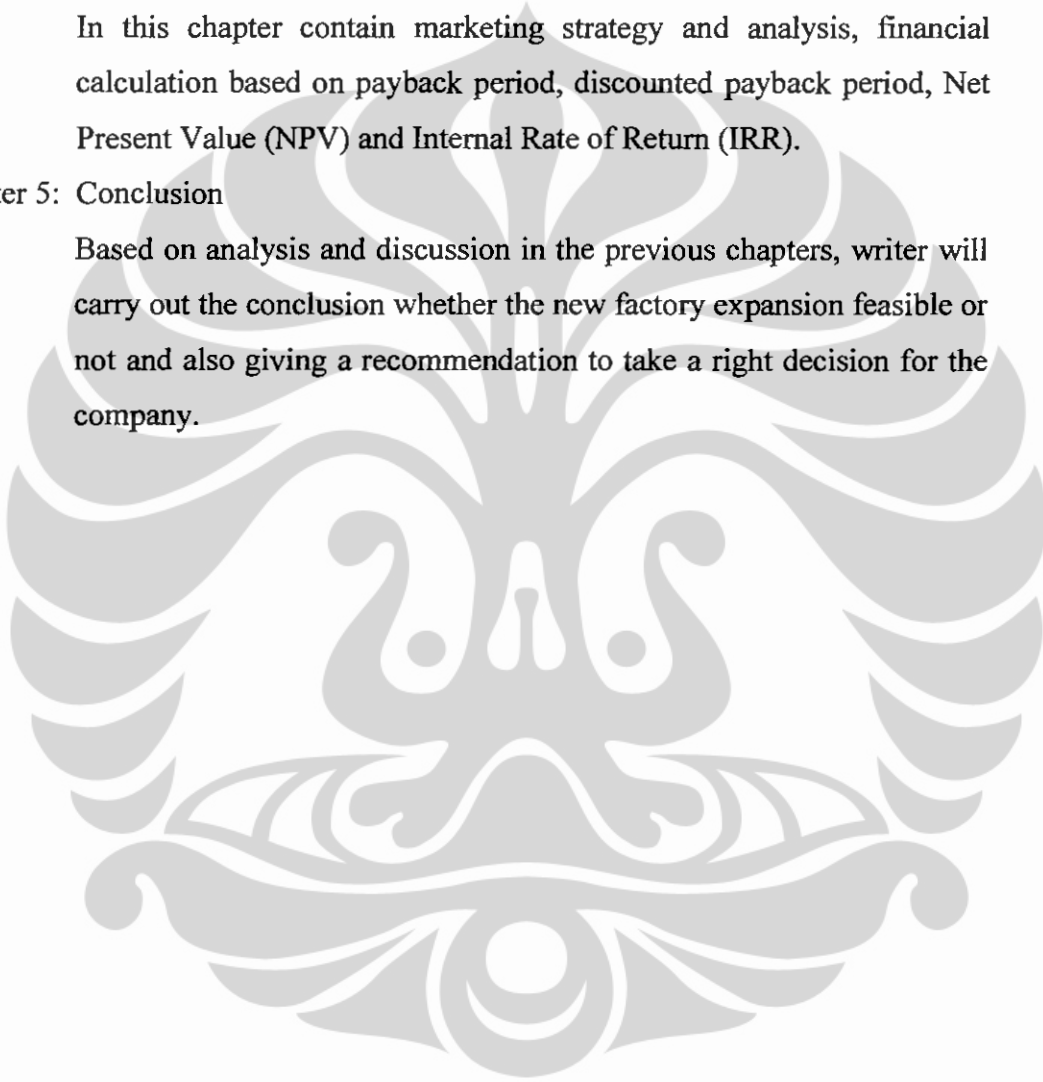 In this chapter contain marketing strategy and analysis, financial
calculation based on payback period, discounted payback period, Net
Present Value (NPV) and Internal Rate of Return (IRR).
ter 5: Conclusion
Based on analysis and discussion in the previous chapters, writer will
carry out the conclusion whether the new factory expansion feasible or
not and also giving a recommendation to take a right decision for the
company.